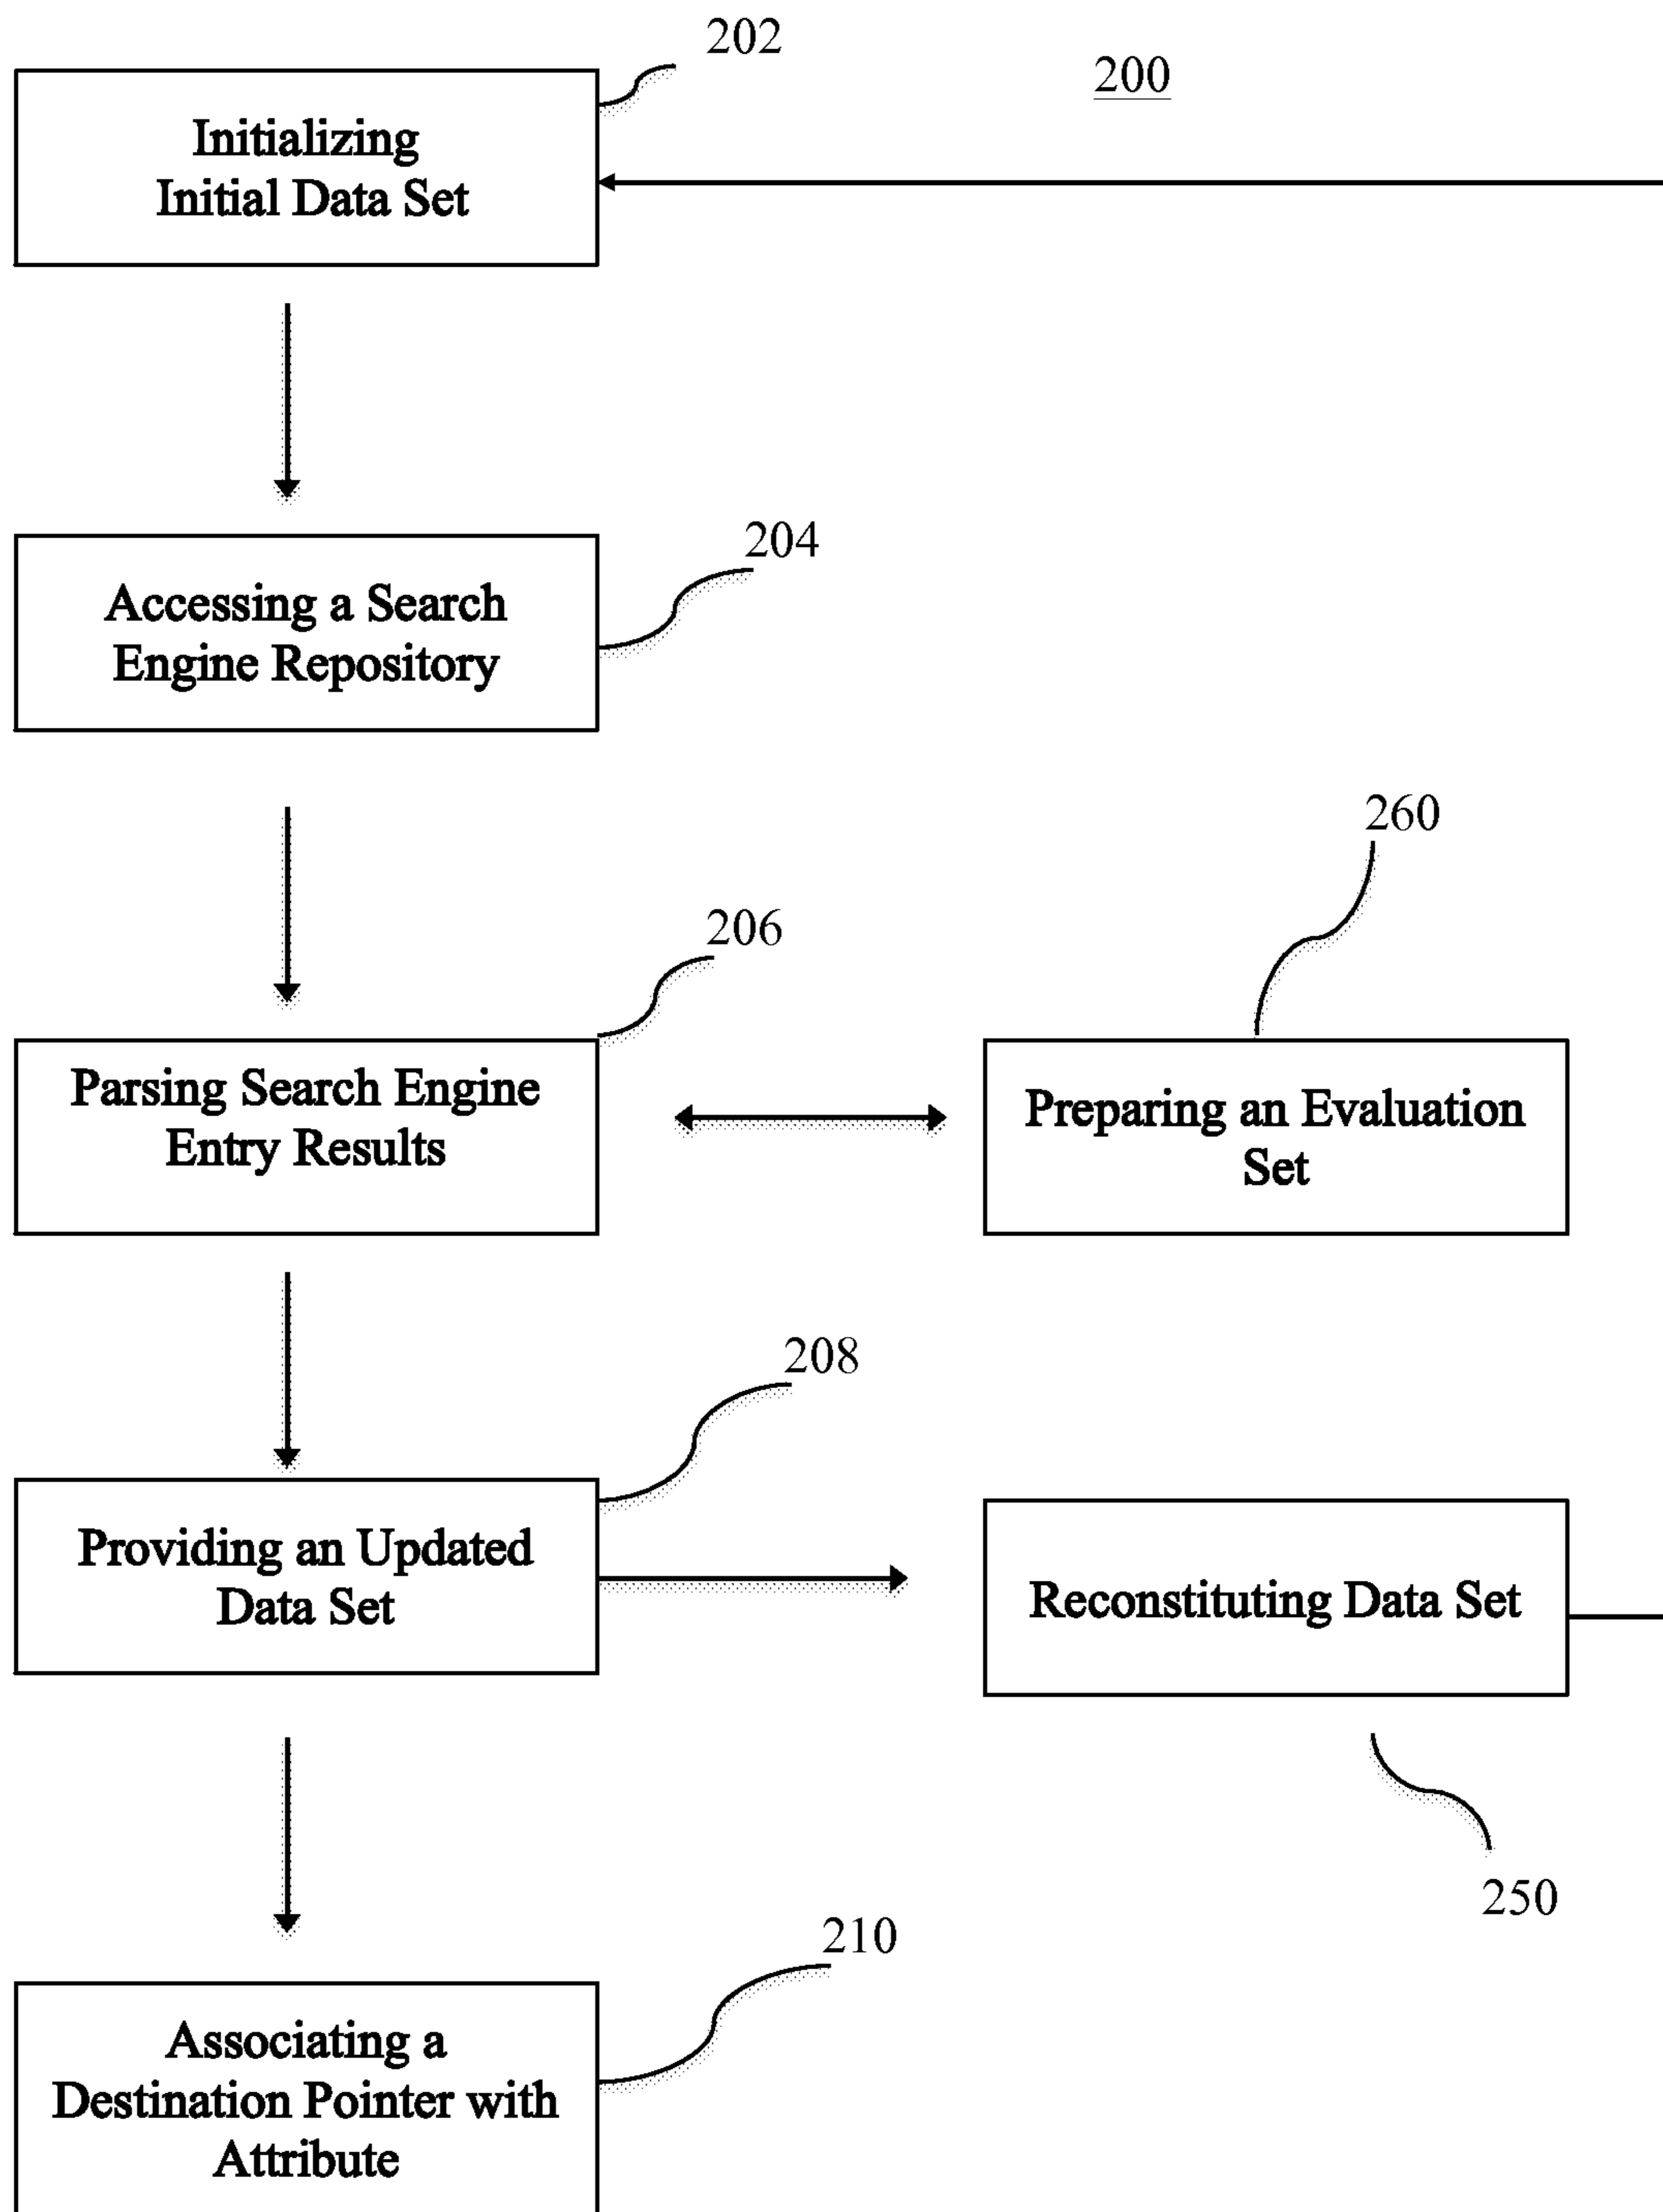 202
200
Initializing
Initial Data Set
204
Accessing a Search
Engine Repository
260
206
Parsing Search Engine
Entry Results
Preparing an Evaluation
Set
208
Providing an Updated
Data Set
Reconstituting Data Set
250
210
Associating a
Destination Pointer with
Attribute